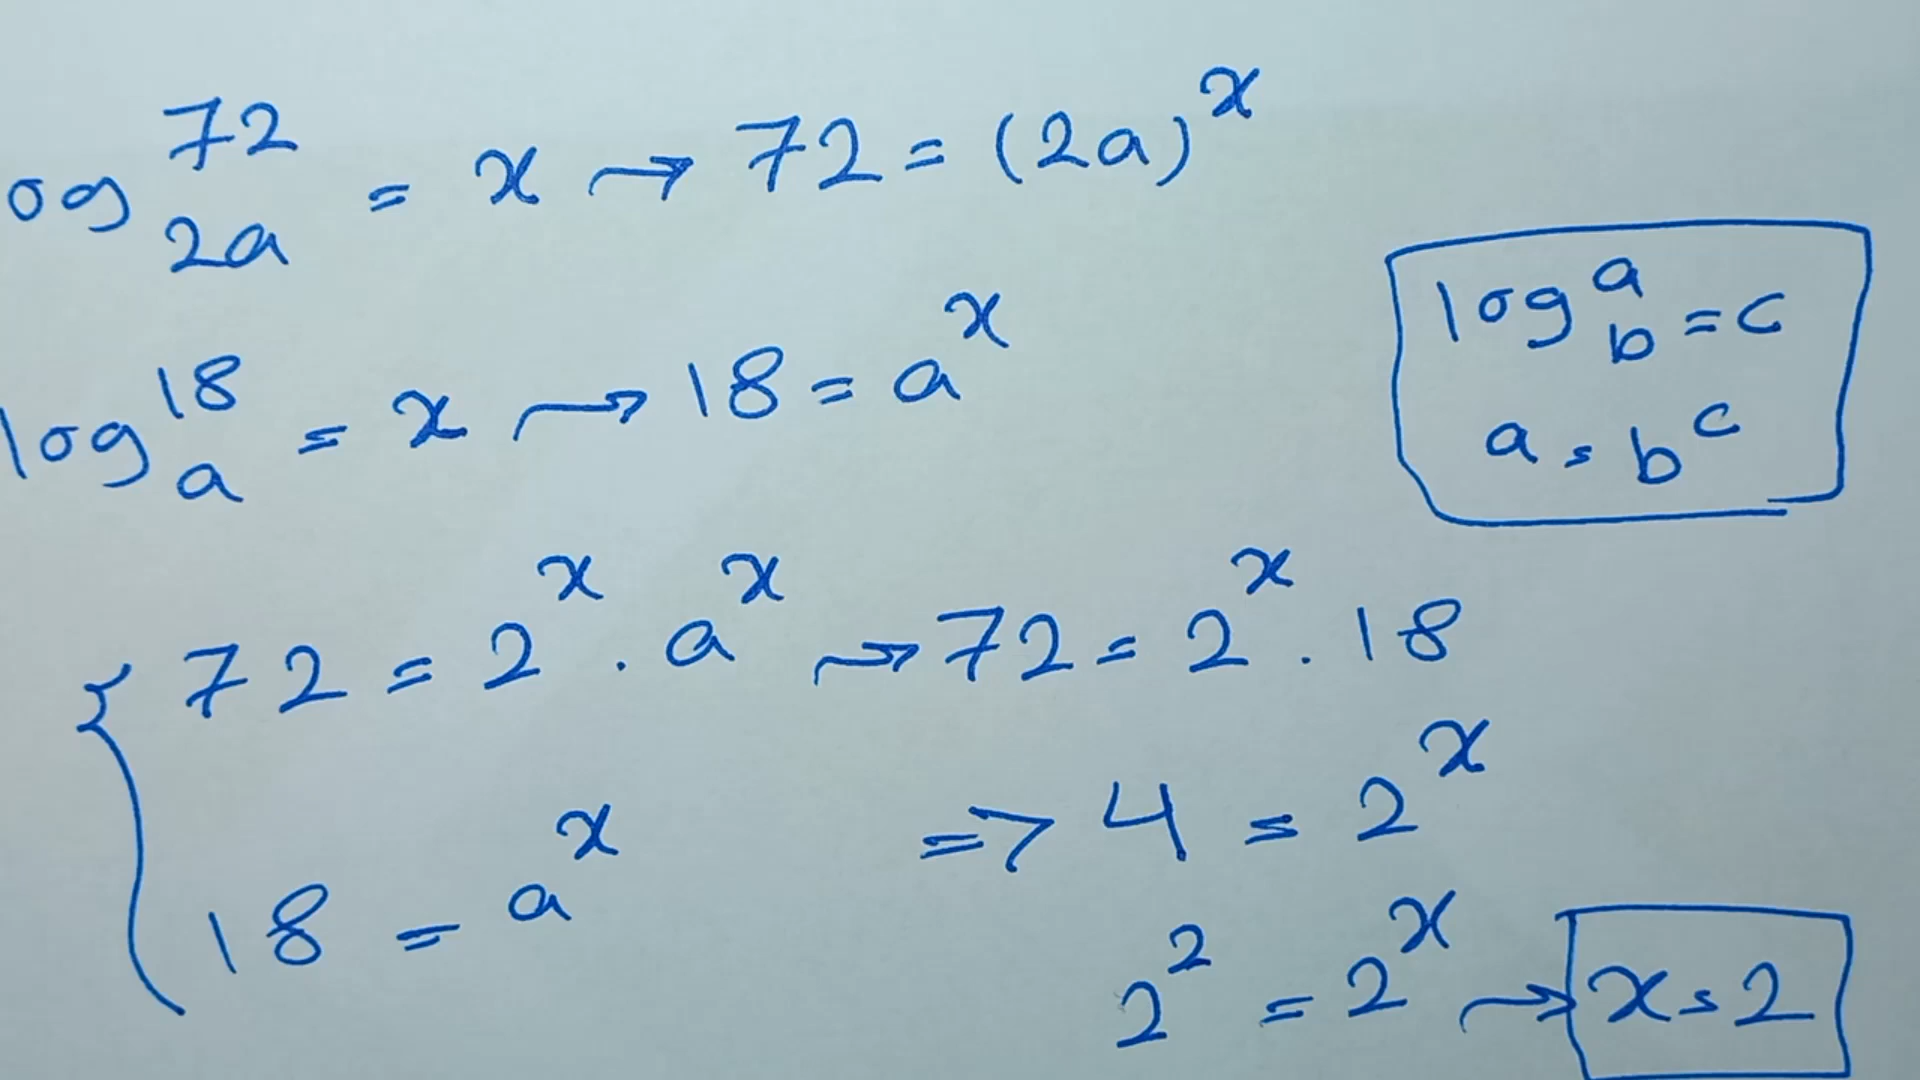 og 72 2a = x → 72 = (2a)^x
log 18 a = x → 18 = a^x
log a b = c
a = b^c
72 = 2^x . a^x → 72 = 2^x . 18
18 = a^x ⇒ 4 = 2^x
2^2 = 2^x → x = 2